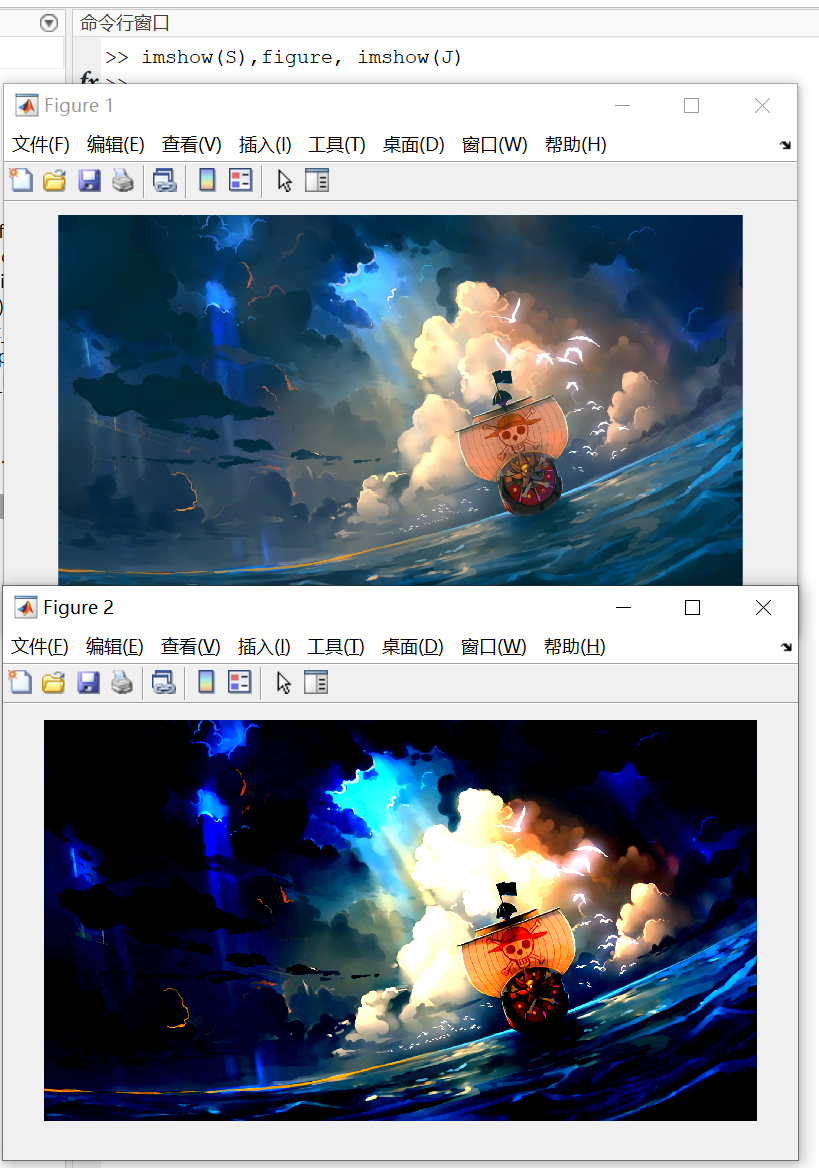 命令行窗口
>> imshow(S),figure, imshow(J)
fx >>
Figure 1
文件(F) 编辑(E) 查看(V) 插入(I) 工具(T) 桌面(D) 窗口(W) 帮助(H)
Figure 2
文件(F) 编辑(E) 查看(V) 插入(I) 工具(T) 桌面(D) 窗口(W) 帮助(H)